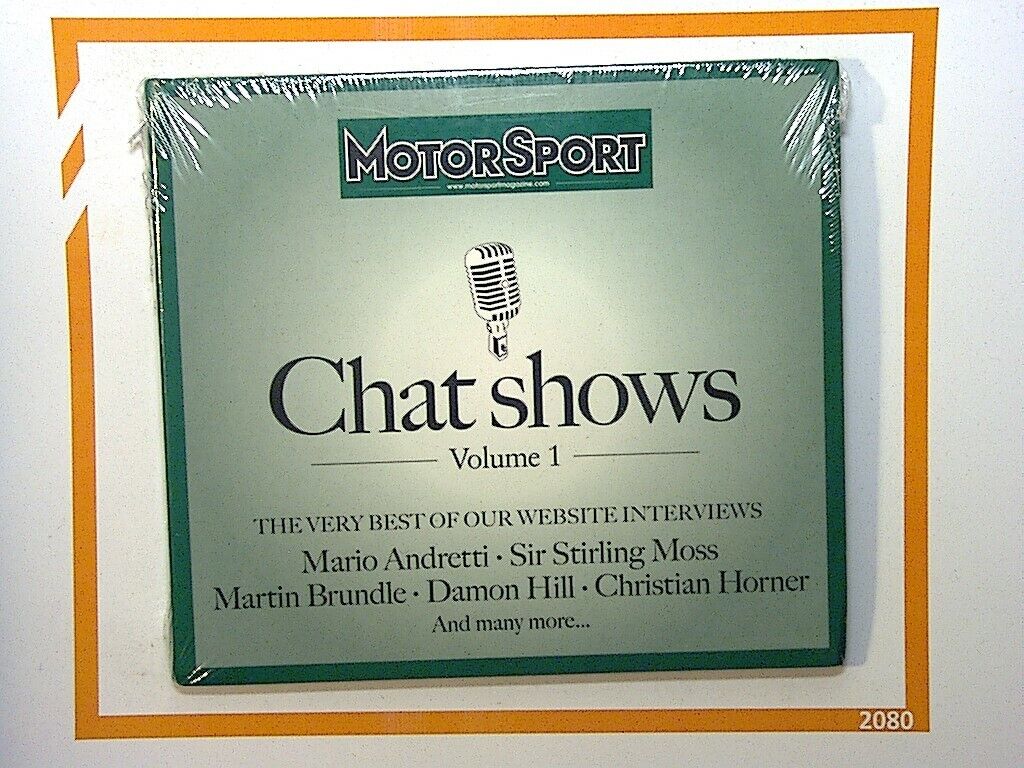 MOTORSPORT
www.motorsportmagazine.com
Chat shows
Volume 1
THE VERY BEST OF OUR WEBSITE INTERVIEWS
Mario Andretti · Sir Stirling Moss
Martin Brundle · Damon Hill · Christian Horner
And many more...
2080